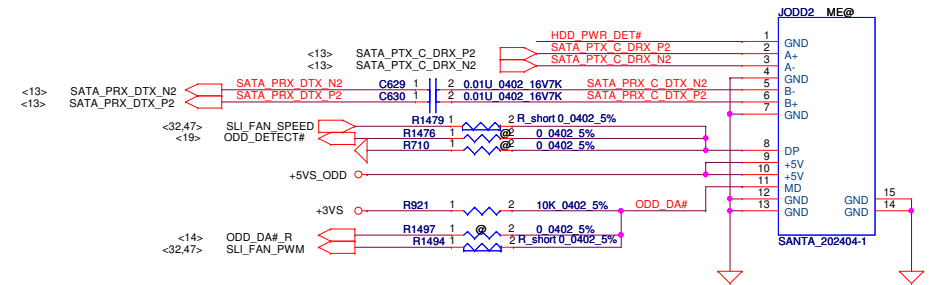 JODD2 ME@
HDD_PWR_DET# 1 GND
<13> SATA_PTX_C_DRX_P2 SATA_PTX_C_DRX_P2 2 A+
<13> SATA_PTX_C_DRX_N2 SATA_PTX_C_DRX_N2 3 A-
4 GND
<13> SATA_PRX_DTX_N2 SATA_PRX_DTX_N2 C629 1 2 0.01U_0402_16V7K SATA_PRX_C_DTX_N2 5 B-
<13> SATA_PRX_DTX_P2 SATA_PRX_DTX_P2 C630 1 2 0.01U_0402_16V7K SATA_PRX_C_DTX_P2 6 B+
7 GND
<32,47> SLI_FAN_SPEED R1479 1 2 R_short 0_0402_5%
<19> ODD_DETECT# R1476 1 @ 2 0_0402_5%
R710 1 @ 2 0_0402_5% 8 DP
9 +5V
+5VS_ODD 10 +5V
11 MD
12 GND GND 15
+3VS R921 1 2 10K_0402_5% ODD_DA# 13 GND GND 14
<14> ODD_DA#_R R1497 1 @ 2 0_0402_5%
<32,47> SLI_FAN_PWM R1494 1 2 R_short 0_0402_5%
SANTA_202404-1